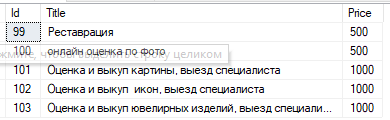 Id Title Price
99 Реставрация 500
100 онлайн оценка по фото 500
101 Оценка и выкуп картины, выезд специалиста 1000
102 Оценка и выкуп икон, выезд специалиста 1000
103 Оценка и выкуп ювелирных изделий, выезд специали... 1000